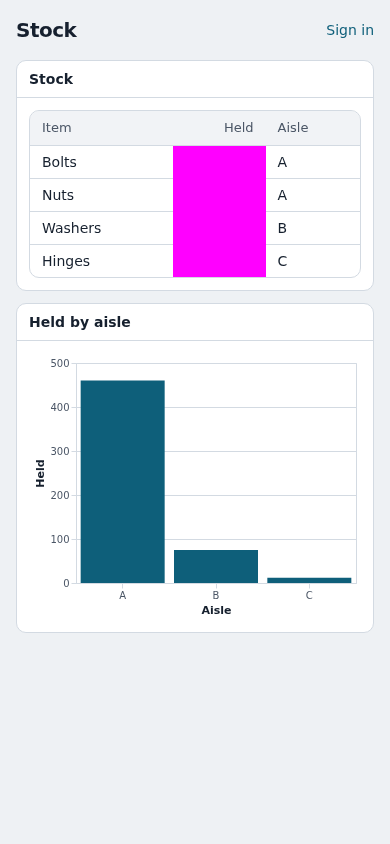 Stock
Sign in
Stock
Item Held Aisle
Bolts A
Nuts A
Washers B
Hinges C
Held by aisle
500
400
300
200
100
0
Held
A B C
Aisle